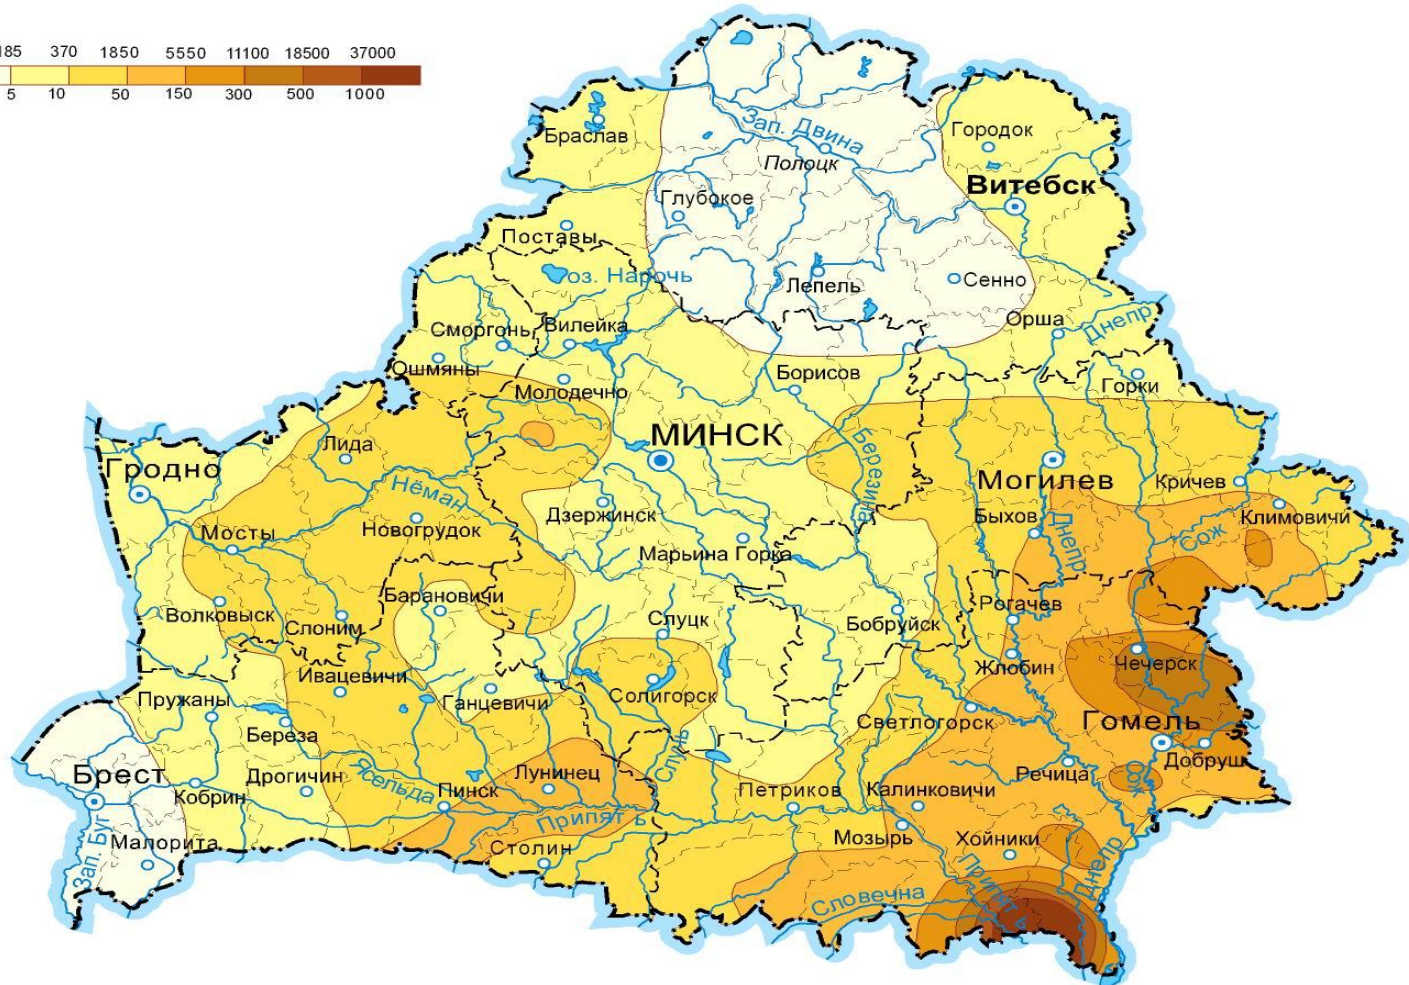 185 370 1850 5550 11100 18500 37000
5 10 50 150 300 500 1000
Браслав
Зап. Двина
Городок
Полоцк
Витебск
Глубокое
Поставы
оз. Нарочь
Лепель
Сенно
Орша
Днепр
Сморгонь
Вилейка
Ошмяны
Молодечно
Борисов
Горки
МИНСК
Лида
Березина
Гродно
Неман
Могилев
Кричев
Дзержинск
Быхов
Климовичи
Мосты
Новогрудок
Днепр
Сож
Марьина Горка
Барановичи
Рогачев
Волковыск
Слоним
Слуцк
Бобруйск
Ивацевичи
Жлобин
Чечерск
Пружаны
Ганцевичи
Солигорск
Светлогорск
Гомель
Береза
Случь
Добруш
Брест
Дрогичин
Ясельда
Лунинец
Речица
Сож
Кобрин
Пинск
Петриков
Калинковичи
Припять
Малорита
Зап. Буг
Столин
Мозырь
Хойники
Днепр
Припять
Словечна